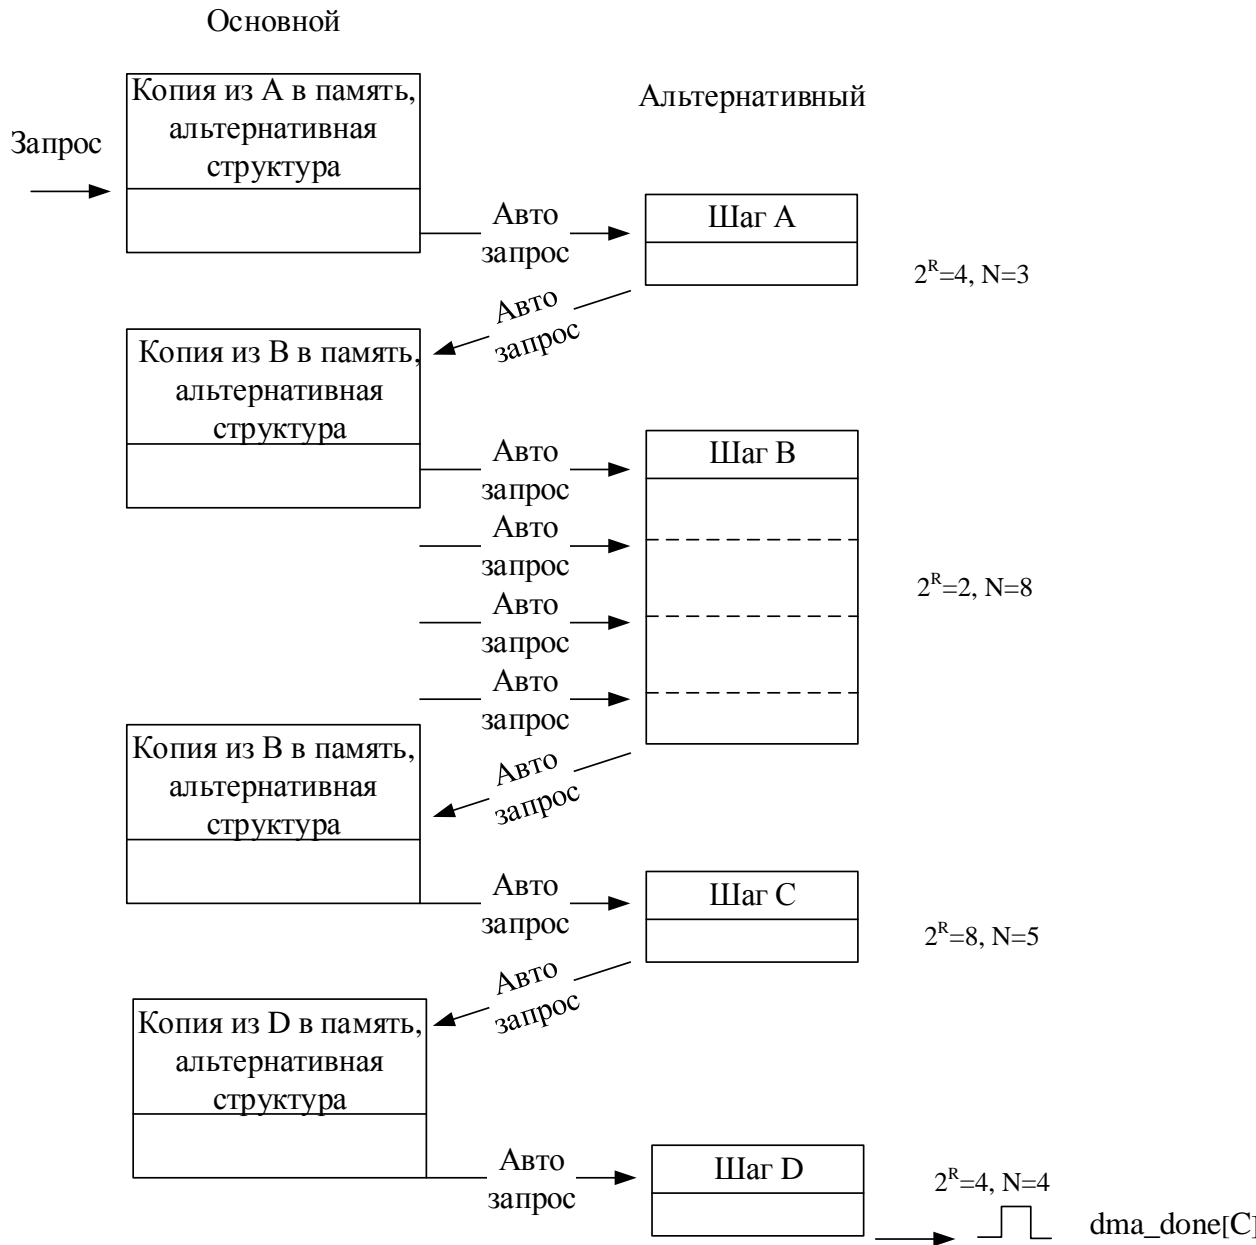 Основной
Копия из A в память,
альтернативная
структура
Альтернативный
Запрос
Авто
запрос
Шаг A
2^R=4, N=3
Авто
запрос
Копия из B в память,
альтернативная
структура
Авто
запрос
Шаг B
Авто
запрос
2^R=2, N=8
Авто
запрос
Авто
запрос
Копия из B в память,
альтернативная
структура
Авто
запрос
Авто
запрос
Шаг C
2^R=8, N=5
Авто
запрос
Копия из D в память,
альтернативная
структура
Авто
запрос
Шаг D
2^R=4, N=4
dma_done[C]